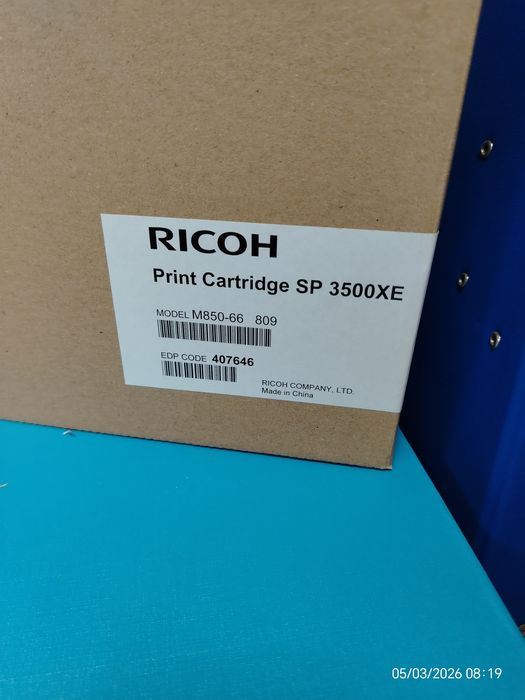 RICOH
Print Cartridge SP 3500XE
MODEL M850-66 809
EDP CODE 407646
RICOH COMPANY, LTD.
Made in China
05/03/2026 08:19